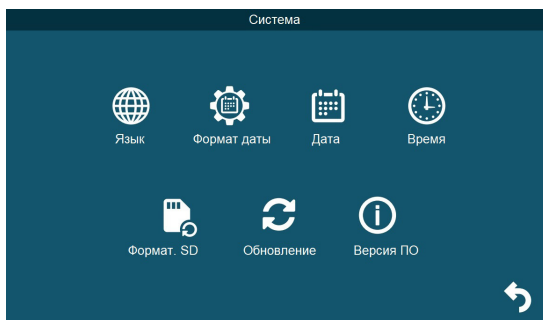 Система
Язык
Формат даты
Дата
Время
Формат. SD
Обновление
Версия ПО